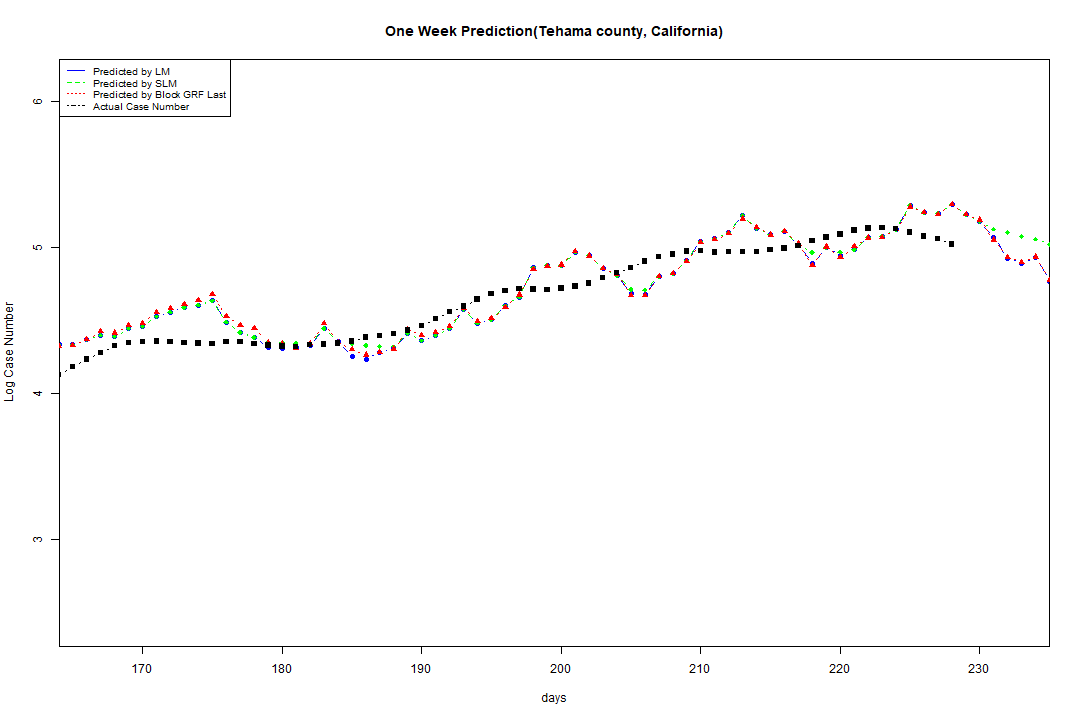 One Week Prediction(Tehama county, California)
Predicted by LM
Predicted by SLM
Predicted by Block GRF Last
Actual Case Number
6
5
4
3
Log Case Number
170 180 190 200 210 220 230
days